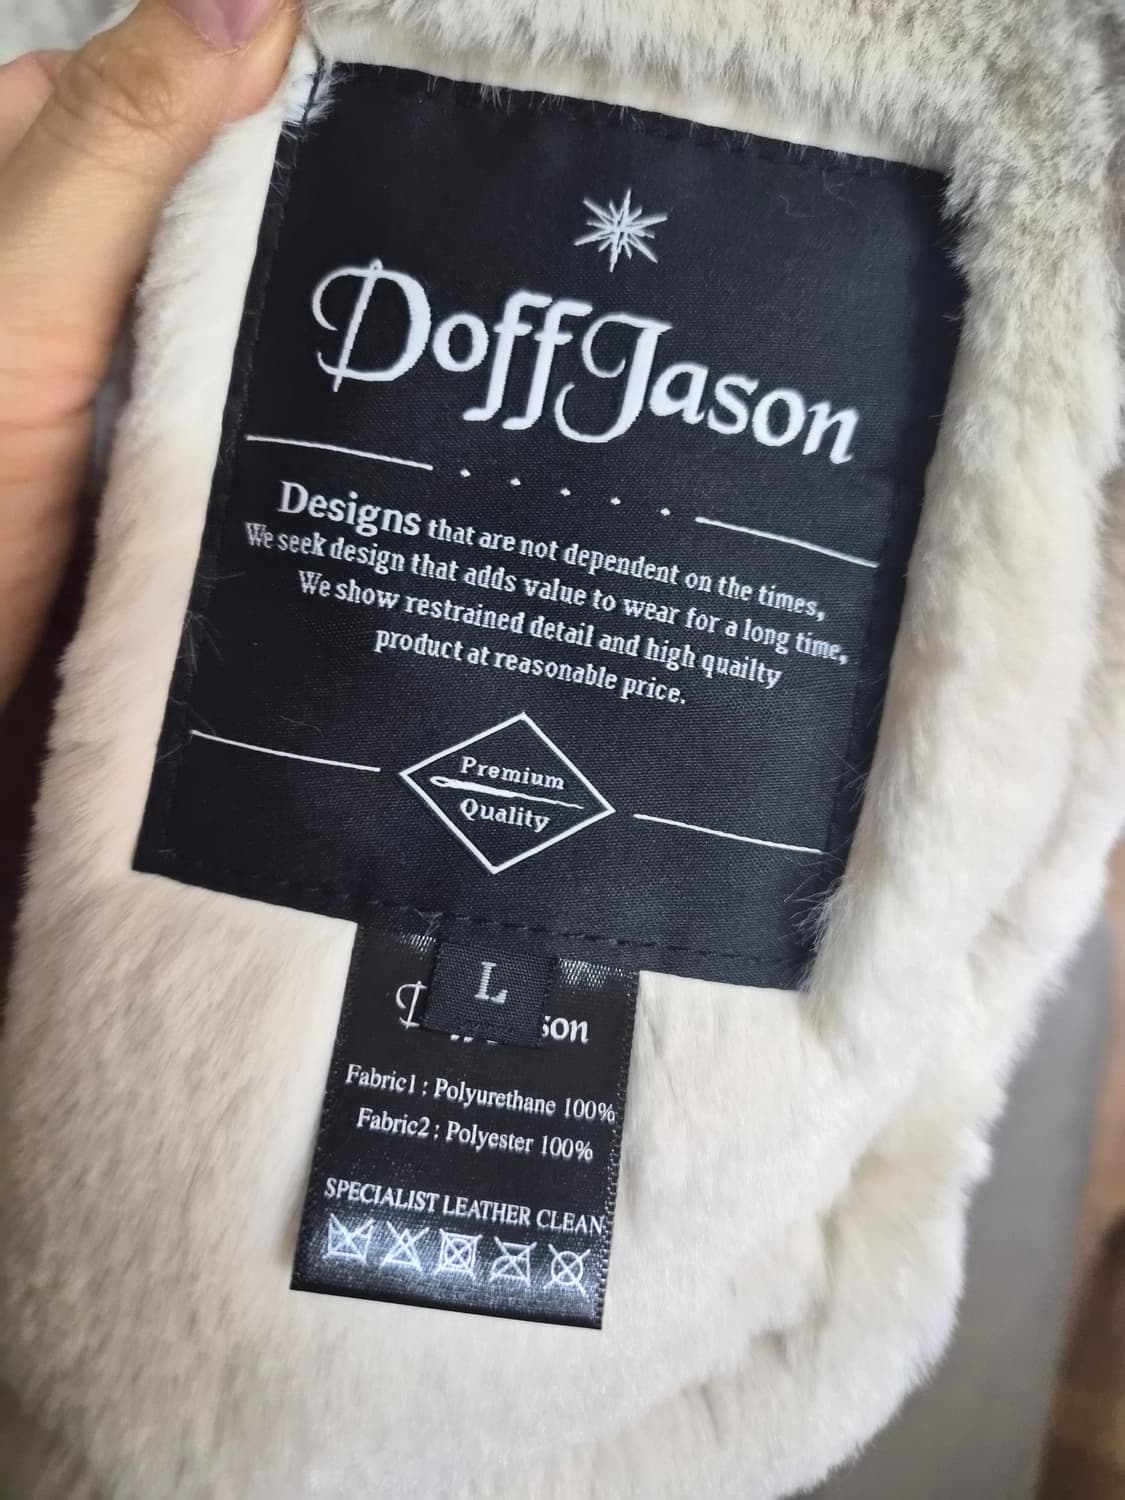 DoffJason
Designs that are not dependent on the times,
We seek design that adds value to wear for a long time,
We show restrained detail and high quailty
product at reasonable price.
Premium
Quality
L
Fabric1 ; Polyurethane 100%
Fabric2 ; Polyester 100%
SPECIALIST LEATHER CLEAN